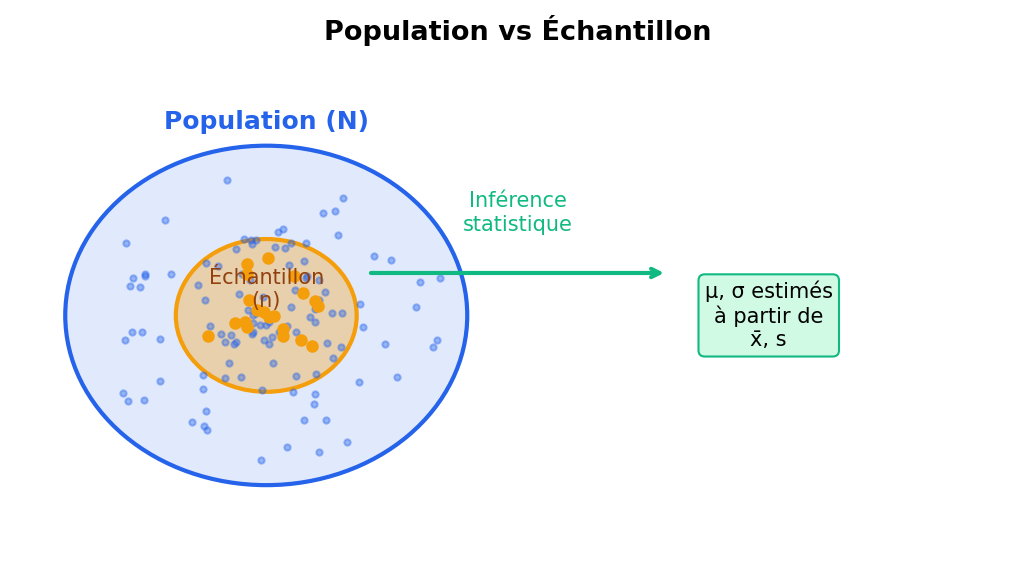 Population vs Échantillon
Population (N)
Inférence
statistique
Échantillon
(n)
μ, σ estimés
à partir de
x̄, s